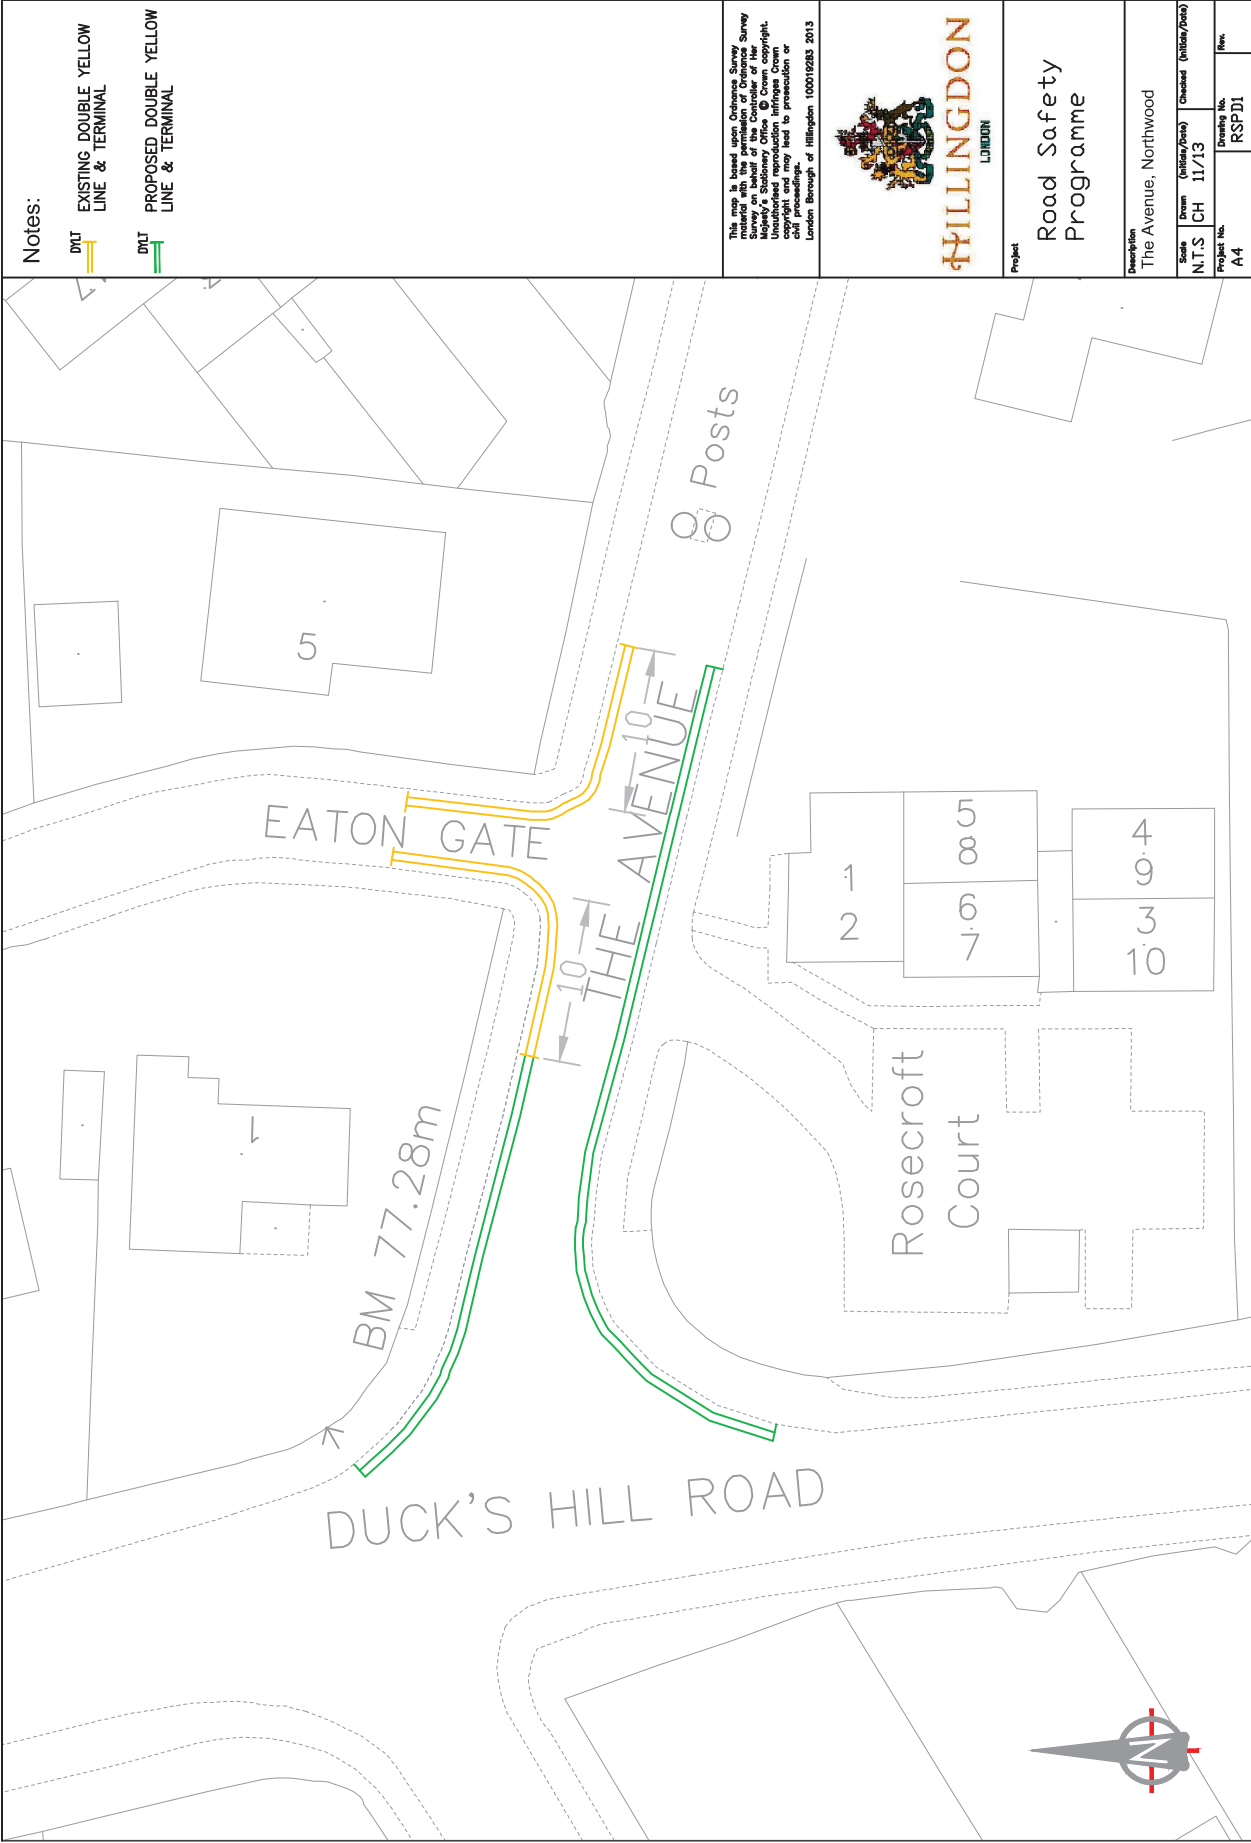 Notes:
DYLT
EXISTING DOUBLE YELLOW
LINE & TERMINAL
DYLT
PROPOSED DOUBLE YELLOW
LINE & TERMINAL
This map is based upon Ordnance Survey
material with the permission of Ordnance Survey
Survey on behalf of the Controller of Her
Majesty's Stationery Office © Crown copyright.
Unauthorised reproduction infringes Crown
copyright and may lead to prosecution or
civil proceedings.
London Borough of Hillingdon 100019283 2013
HILLINGDON
LONDON
Project
Road Safety
Programme
Description
The Avenue, Northwood
Scale
N.T.S
Drawn (Initials/Date)
CH 11/13
Checked (Initials/Date)
Project No.
A4
Drawing No.
RSPD1
Rev.
5
EATON GATE
8 Posts
10
THE AVENUE
10
1
BM 77.28m
1
2
5
8
6
7
4
9
3
10
Rosecroft
Court
DUCK'S HILL ROAD
N